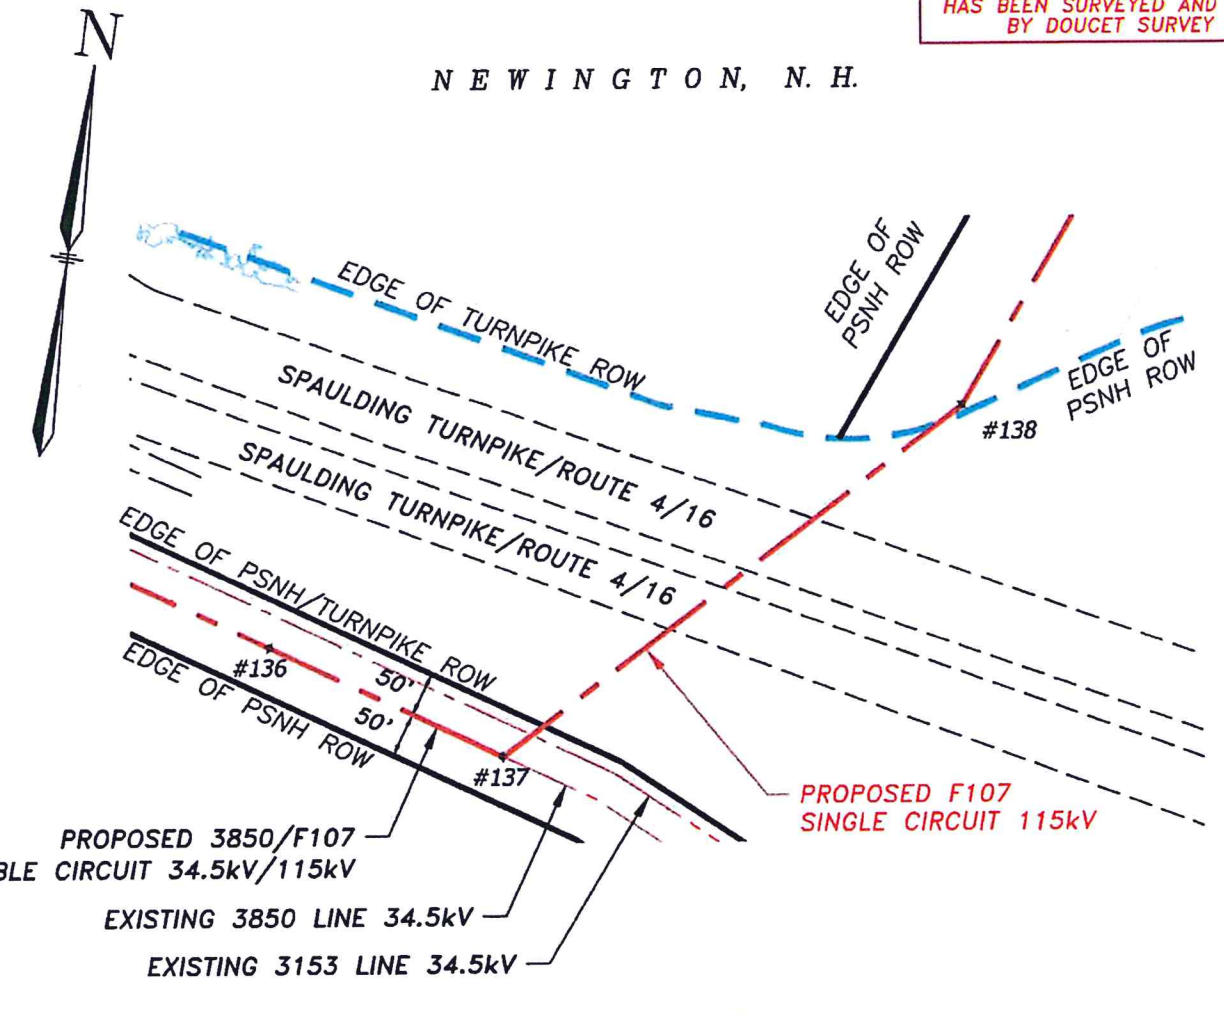 HAS BEEN SURVEYED AND
BY DOUCET SURVEY
N
NEWINGTON, N.H.
EDGE OF TURNPIKE ROW
EDGE OF
PSNH ROW
EDGE OF
PSNH ROW
#138
SPAULDING TURNPIKE/ROUTE 4/16
SPAULDING TURNPIKE/ROUTE 4/16
EDGE OF PSNH/TURNPIKE ROW
#136
50'
50'
EDGE OF PSNH ROW
#137
PROPOSED F107
SINGLE CIRCUIT 115kV
PROPOSED 3850/F107
BLE CIRCUIT 34.5kV/115kV
EXISTING 3850 LINE 34.5kV
EXISTING 3153 LINE 34.5kV